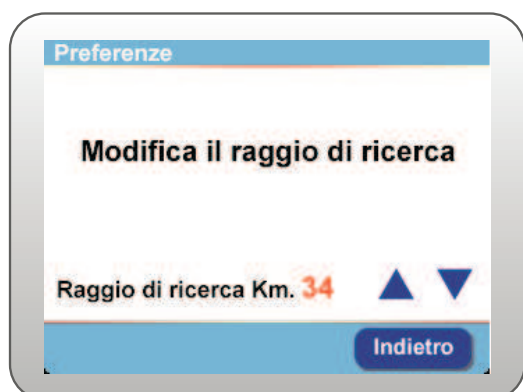 Preferenze
Modifica il raggio di ricerca
Raggio di ricerca Km. 34
Indietro